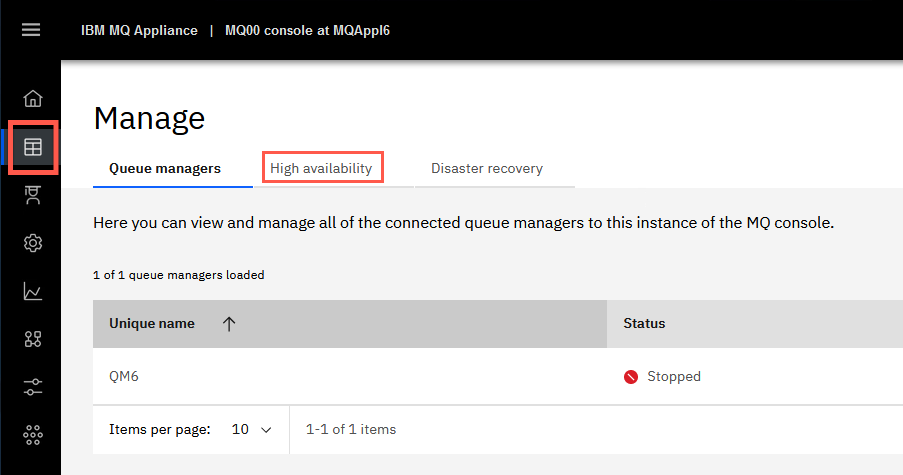 IBM MQ Appliance | MQ00 console at MQAppl6
Manage
Queue managers High availability Disaster recovery
Here you can view and manage all of the connected queue managers to this instance of the MQ console.
1 of 1 queue managers loaded
Unique name ↑ Status
QM6 Stopped
Items per page: 10 1-1 of 1 items